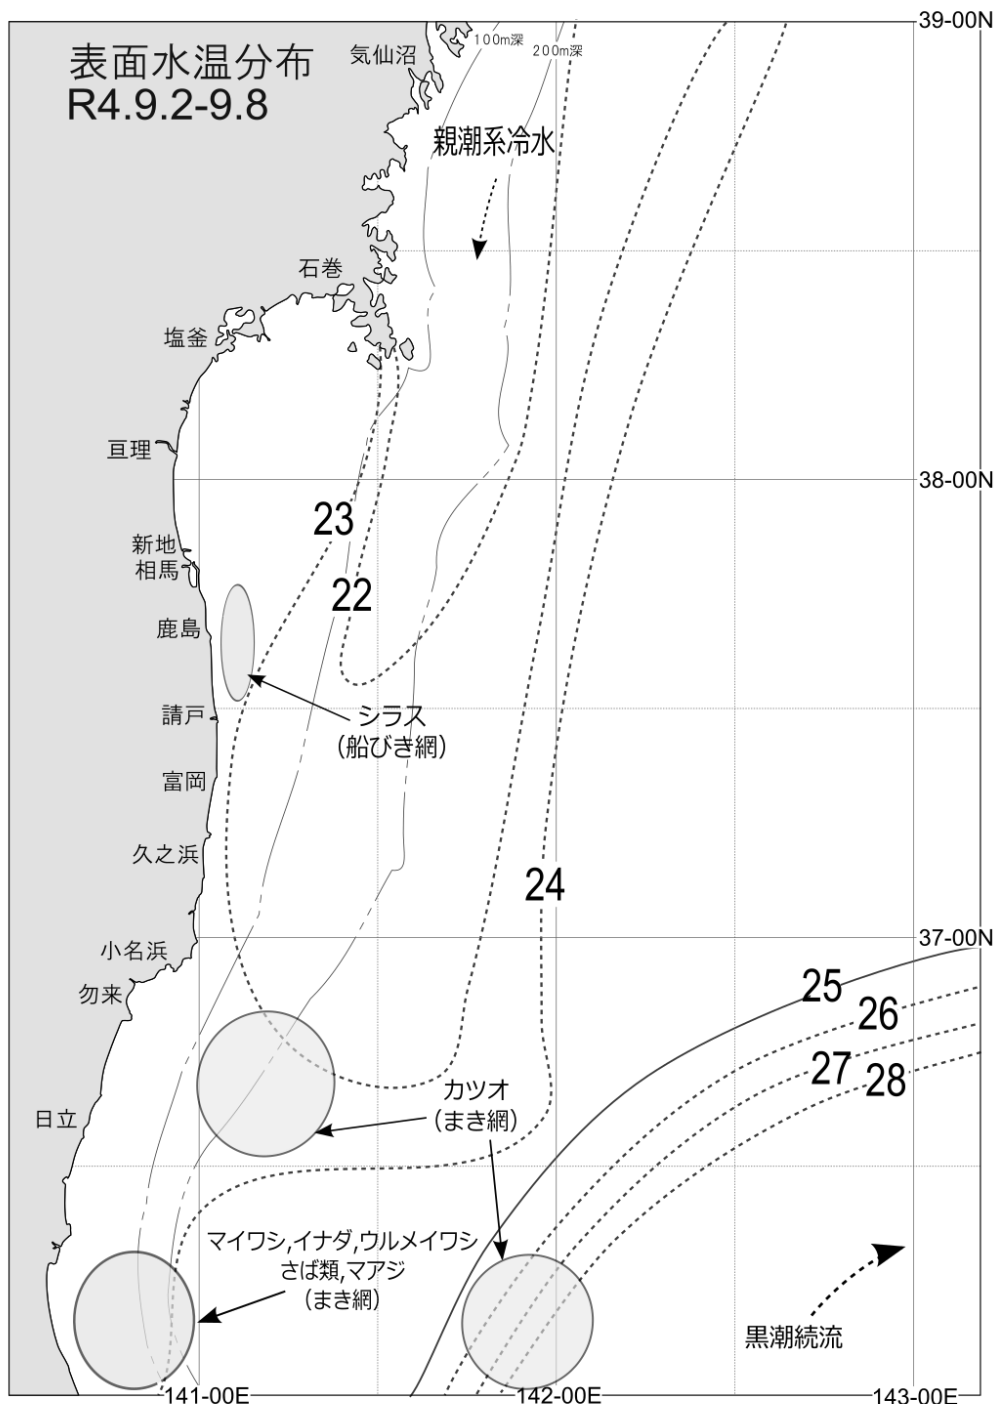 表面水温分布
R4.9.2-9.8
39-00N
気仙沼
100m深
200m深
親潮系冷水
石巻
塩釜
亘理
38-00N
23
新地
相馬
22
鹿島
請戸
シラス
(船びき網)
富岡
久之浜
24
37-00N
小名浜
勿来
25
26
27
28
カツオ
(まき網)
日立
マイワシ,イナダ,ウルメイワシ
さば類,マアジ
(まき網)
黒潮続流
141-00E
142-00E
143-00E